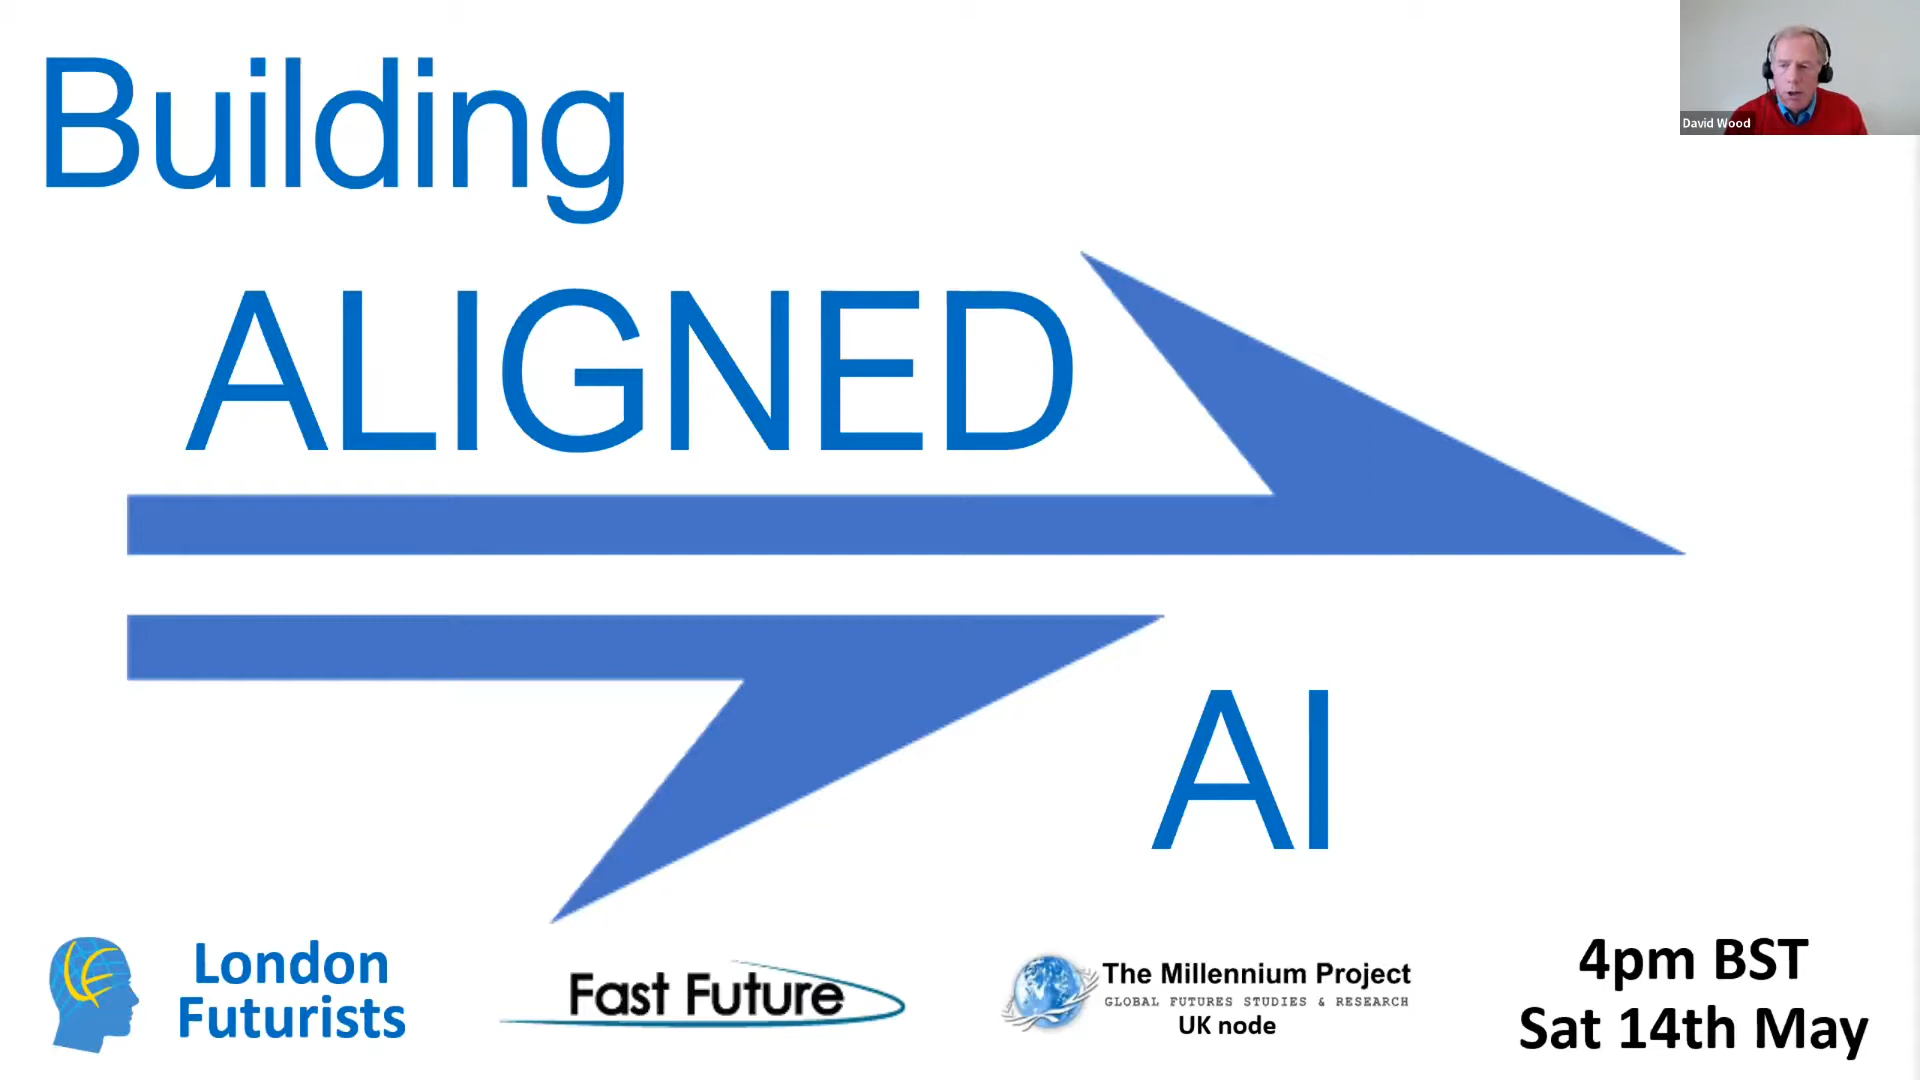 Building
David Wood
ALIGNED
AI
London
Futurists
Fast Future
The Millennium Project
GLOBAL FUTURES STUDIES & RESEARCH
UK node
4pm BST
Sat 14th May